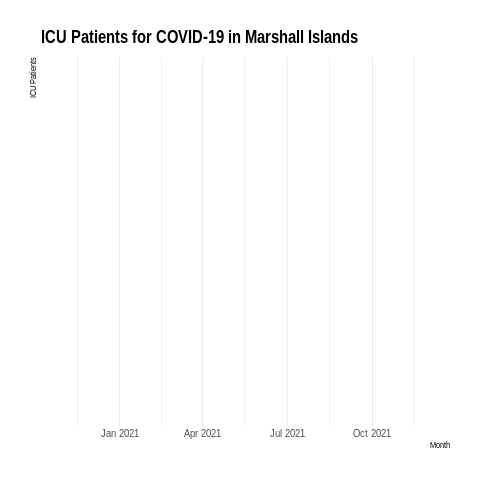 ICU Patients for COVID-19 in Marshall Islands
ICU Patients
Jan 2021
Apr 2021
Jul 2021
Oct 2021
Month